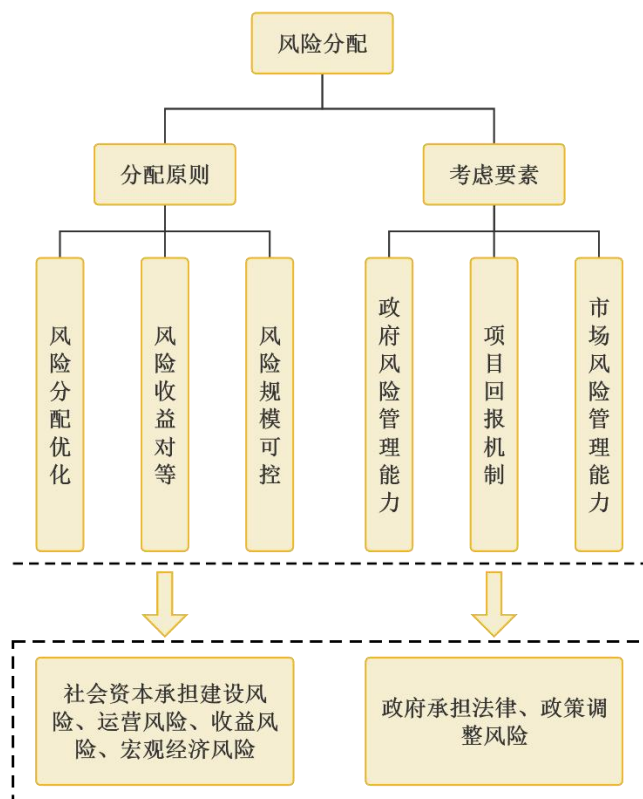 风险分配
分配原则
考虑要素
风险分配优化
风险收益对等
风险规模可控
政府风险管理能力
项目回报机制
市场风险管理能力
社会资本承担建设风
险、运营风险、收益风
险、宏观经济风险
政府承担法律、政策调
整风险